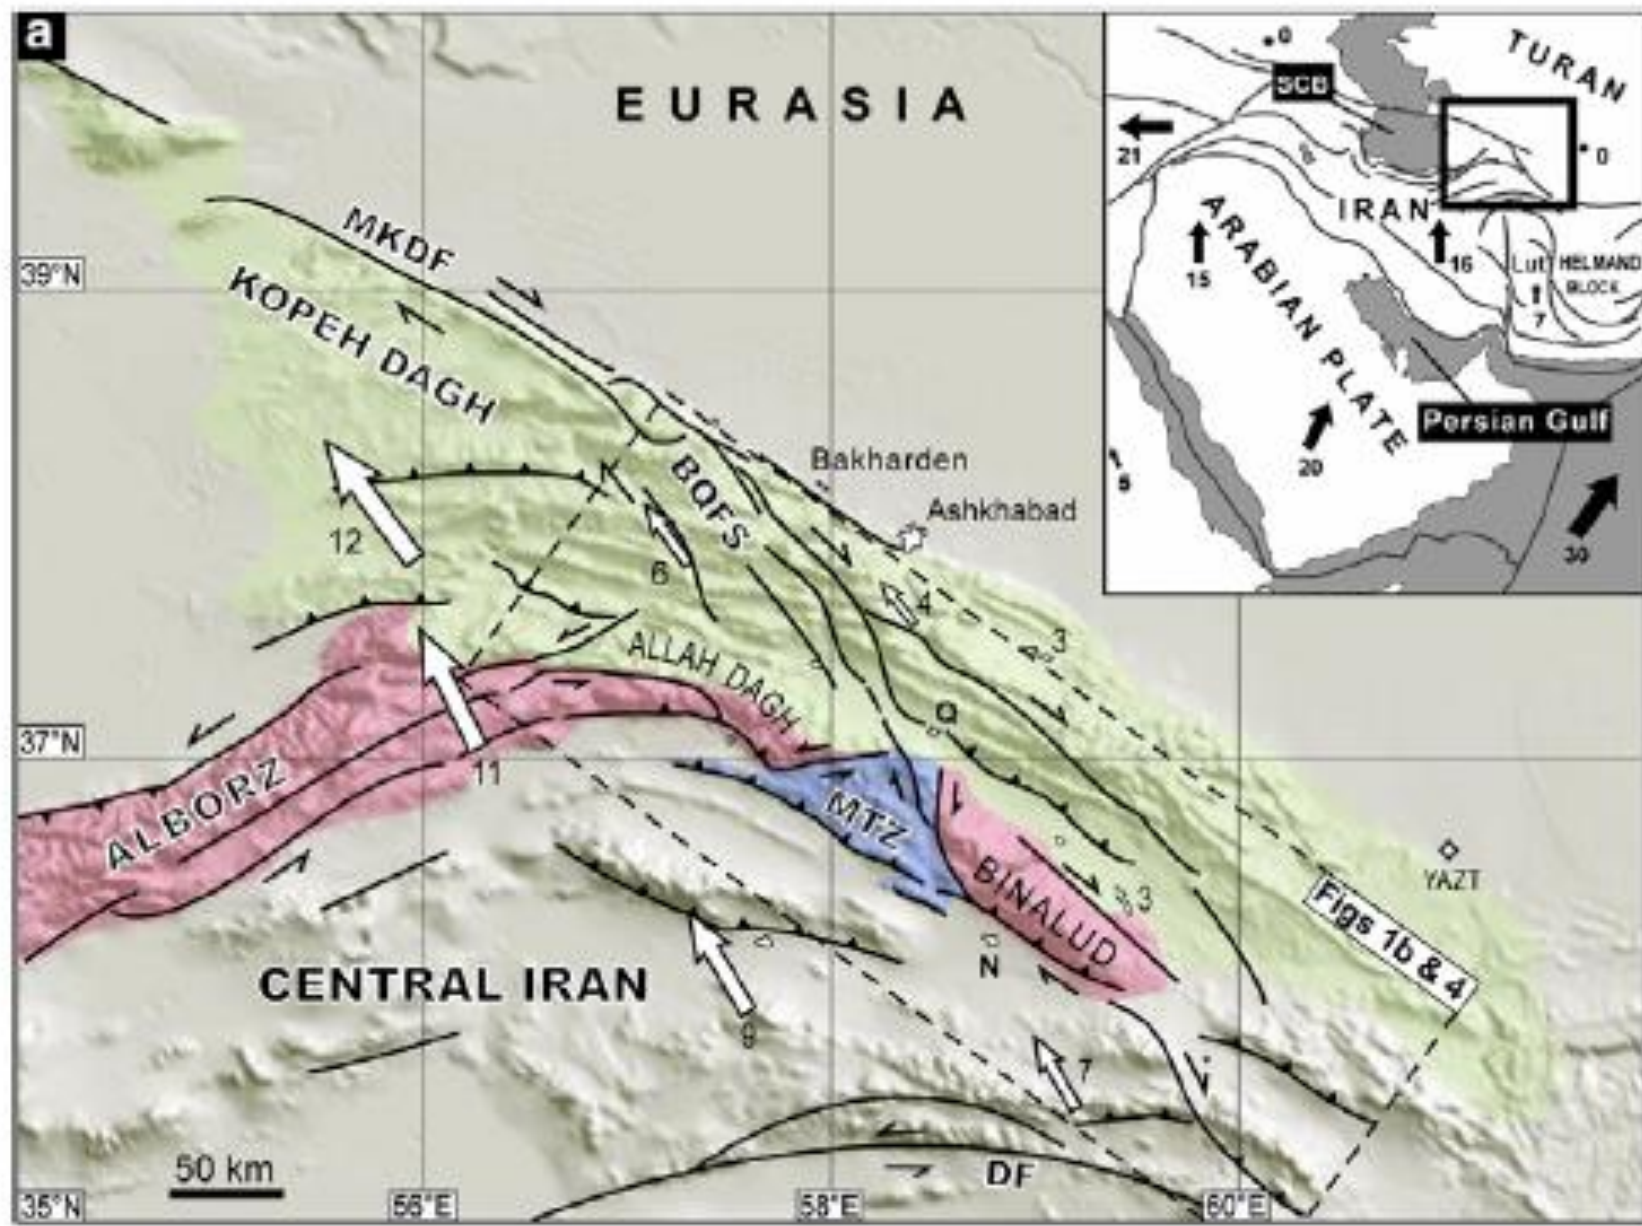 a
EURASIA
MKDF
39°N
KOPEH DAGH
BQFS
Bakharden
Ashkhabad
12
6
4
3
ALLAH DAGH
Q
37°N
11
ALBORZ
MTZ
BINALUD
3
YAZT
Figs 1b & 4
N
CENTRAL IRAN
9
7
50 km
DF
35°N
56°E
58°E
60°E
0
TURAN
SCB
21
0
IRAN
ARABIAN PLATE
15
16
Lut
HELMAND
BLOCK
7
Persian Gulf
20
5
30